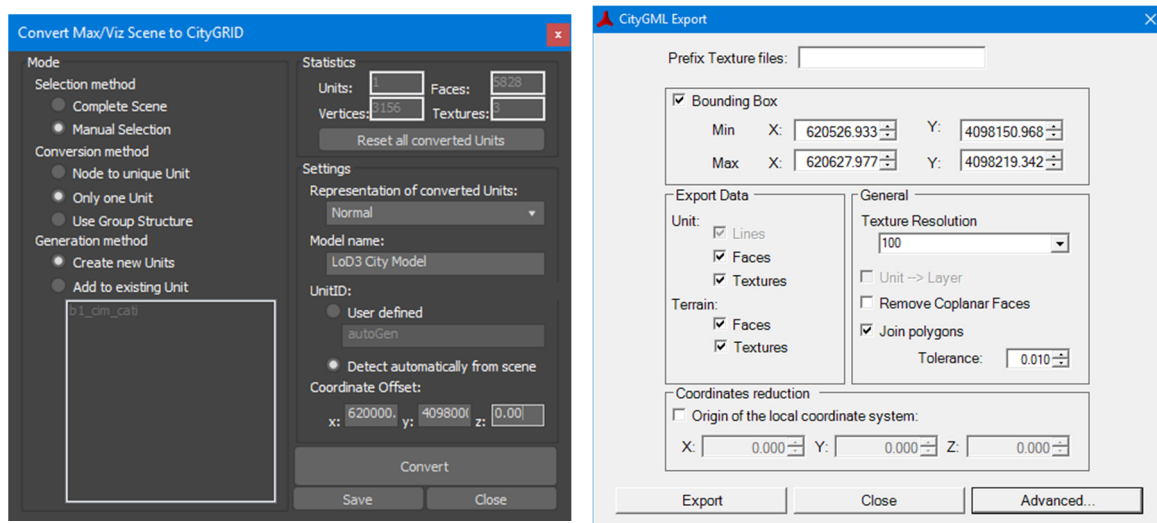 Convert Max/Viz Scene to CityGRID
x
Mode
Selection method
Complete Scene
Manual Selection
Conversion method
Node to unique Unit
Only one Unit
Use Group Structure
Generation method
Create new Units
Add to existing Unit
b1_cim_cati
Statistics
Units: 1 Faces: 5828
Vertices: 3156 Textures: 3
Reset all converted Units
Settings
Representation of converted Units:
Normal
Model name:
LoD3 City Model
UnitID:
User defined
autoGen
Detect automatically from scene
Coordinate Offset:
x: 620000. y: 409800( z: 0.00
Convert
Save Close
CityGML Export
Prefix Texture files:
Bounding Box
Min X: 620526.933 Y: 4098150.968
Max X: 620627.977 Y: 4098219.342
Export Data
Unit:
Lines
Faces
Textures
Terrain:
Faces
Textures
General
Texture Resolution
100
Unit --> Layer
Remove Coplanar Faces
Join polygons
Tolerance: 0.010
Coordinates reduction
Origin of the local coordinate system:
X: 0.000 Y: 0.000 Z: 0.000
Export Close Advanced...